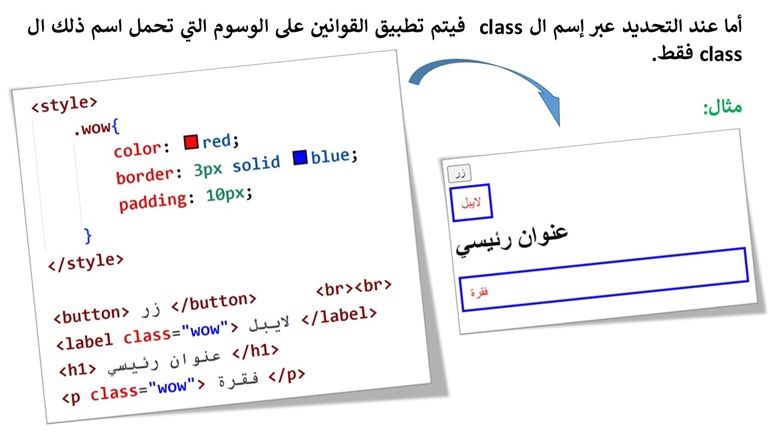 أما عند التحديد عبر إسم ال class فيتم تطبيق القوانين على الوسوم التي تحمل اسم ذلك ال
class فقط.
مثال:
<style>
.wow{
color: red;
border: 3px solid blue;
padding: 10px;
}
</style>
<button> زر </button> <br><br>
<label class="wow"> لايبل </label>
<h1> عنوان رئيسي </h1>
<p class="wow"> فقرة </p>
زر
لايبل
عنوان رئيسي
فقرة